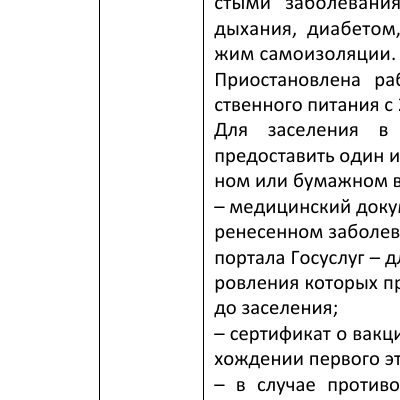 стыми заболевания
дыхания, диабетом,
жим самоизоляции.
Приостановлена раб
ственного питания с
Для заселения в
предоставить один и
ном или бумажном в
– медицинский доку
ренесенном заболев
портала Госуслуг – д
ровления которых пр
до заселения;
– сертификат о вакци
хождении первого эт
– в случае противо